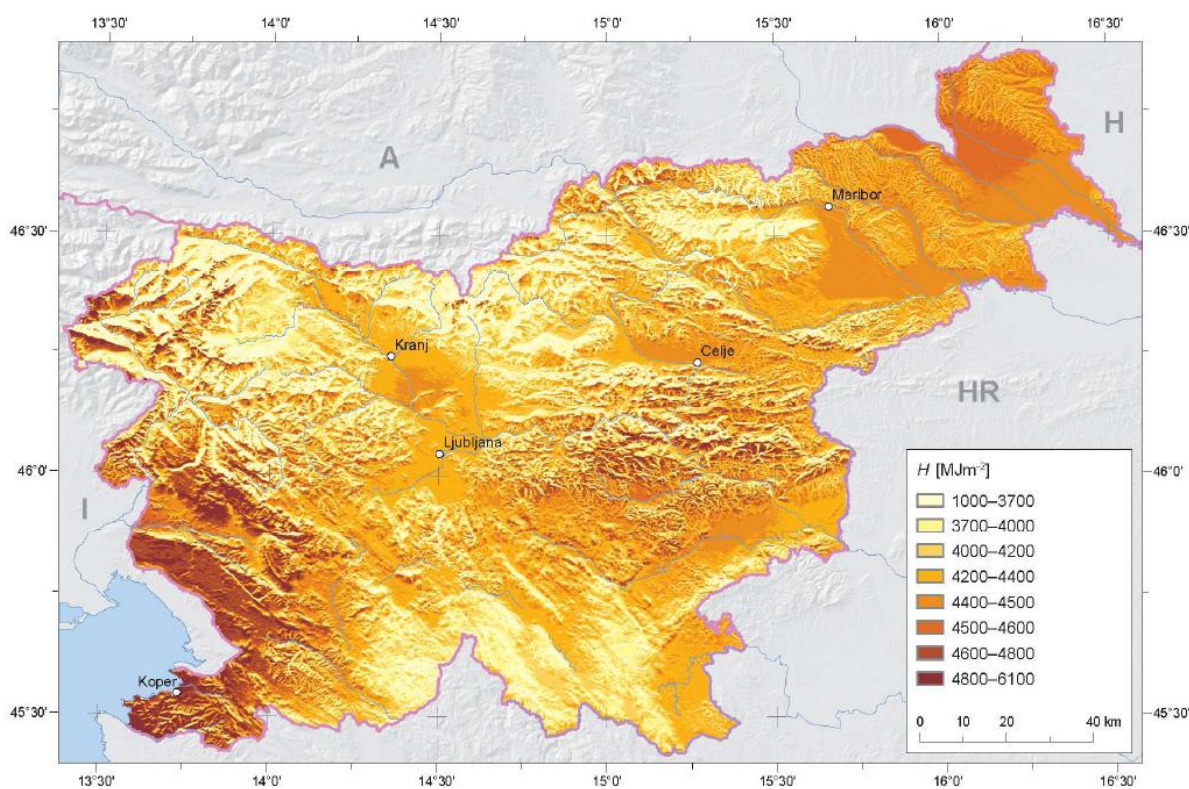 13°30' 14°0' 14°30' 15°0' 15°30' 16°0' 16°30'
H
A
Maribor
46°30' 46°30'
Kranj
Celje
HR
Ljubljana
46°0' 46°0'
I
H [MJm-2]
1000–3700
3700–4000
4000–4200
4200–4400
4400–4500
4500–4600
4600–4800
4800–6100
Koper
45°30' 45°30'
0 10 20 40 km
13°30' 14°0' 14°30' 15°0' 15°30' 16°0' 16°30'